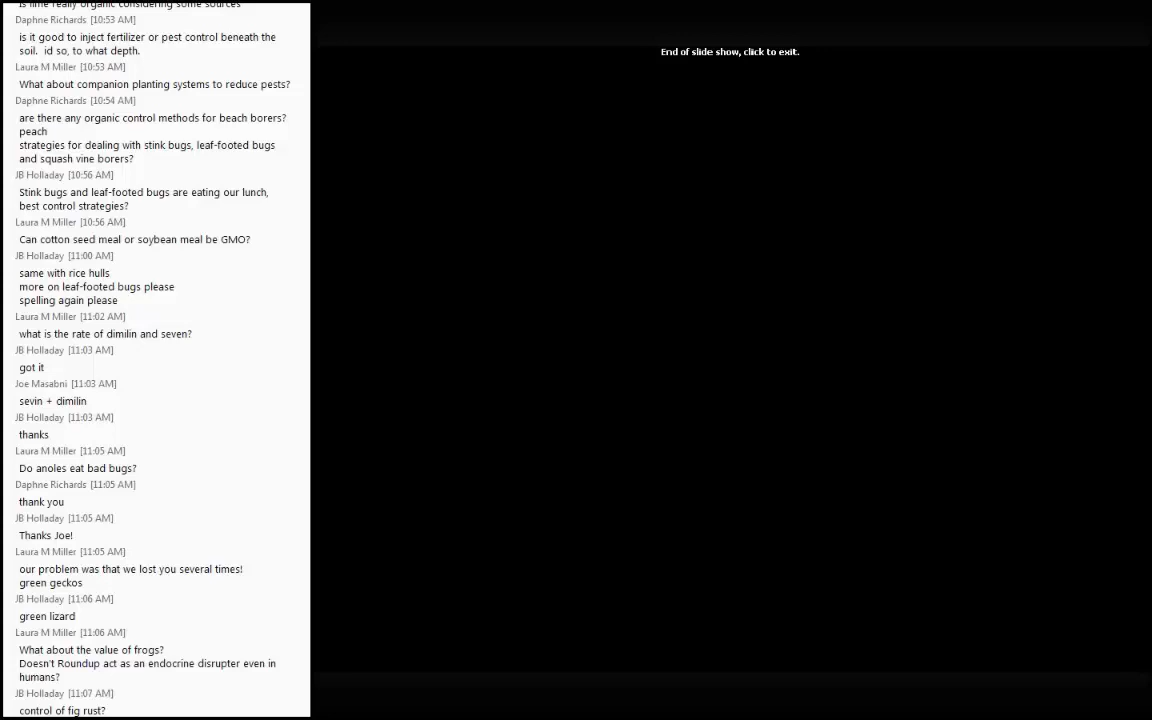 is lime really organic considering some sources
Daphne Richards [10:53 AM]
is it good to inject fertilizer or pest control beneath the
soil. id so, to what depth.
Laura M Miller [10:53 AM]
What about companion planting systems to reduce pests?
Daphne Richards [10:54 AM]
are there any organic control methods for beach borers?
peach
strategies for dealing with stink bugs, leaf-footed bugs
and squash vine borers?
JB Holladay [10:56 AM]
Stink bugs and leaf-footed bugs are eating our lunch,
best control strategies?
Laura M Miller [10:56 AM]
Can cotton seed meal or soybean meal be GMO?
JB Holladay [11:00 AM]
same with rice hulls
more on leaf-footed bugs please
spelling again please
Laura M Miller [11:02 AM]
what is the rate of dimilin and seven?
JB Holladay [11:03 AM]
got it
Joe Masabni [11:03 AM]
sevin + dimilin
JB Holladay [11:03 AM]
thanks
Laura M Miller [11:05 AM]
Do anoles eat bad bugs?
Daphne Richards [11:05 AM]
thank you
JB Holladay [11:05 AM]
Thanks Joe!
Laura M Miller [11:05 AM]
our problem was that we lost you several times!
green geckos
JB Holladay [11:06 AM]
green lizard
Laura M Miller [11:06 AM]
What about the value of frogs?
Doesn't Roundup act as an endocrine disrupter even in
humans?
JB Holladay [11:07 AM]
control of fig rust?
End of slide show, click to exit.